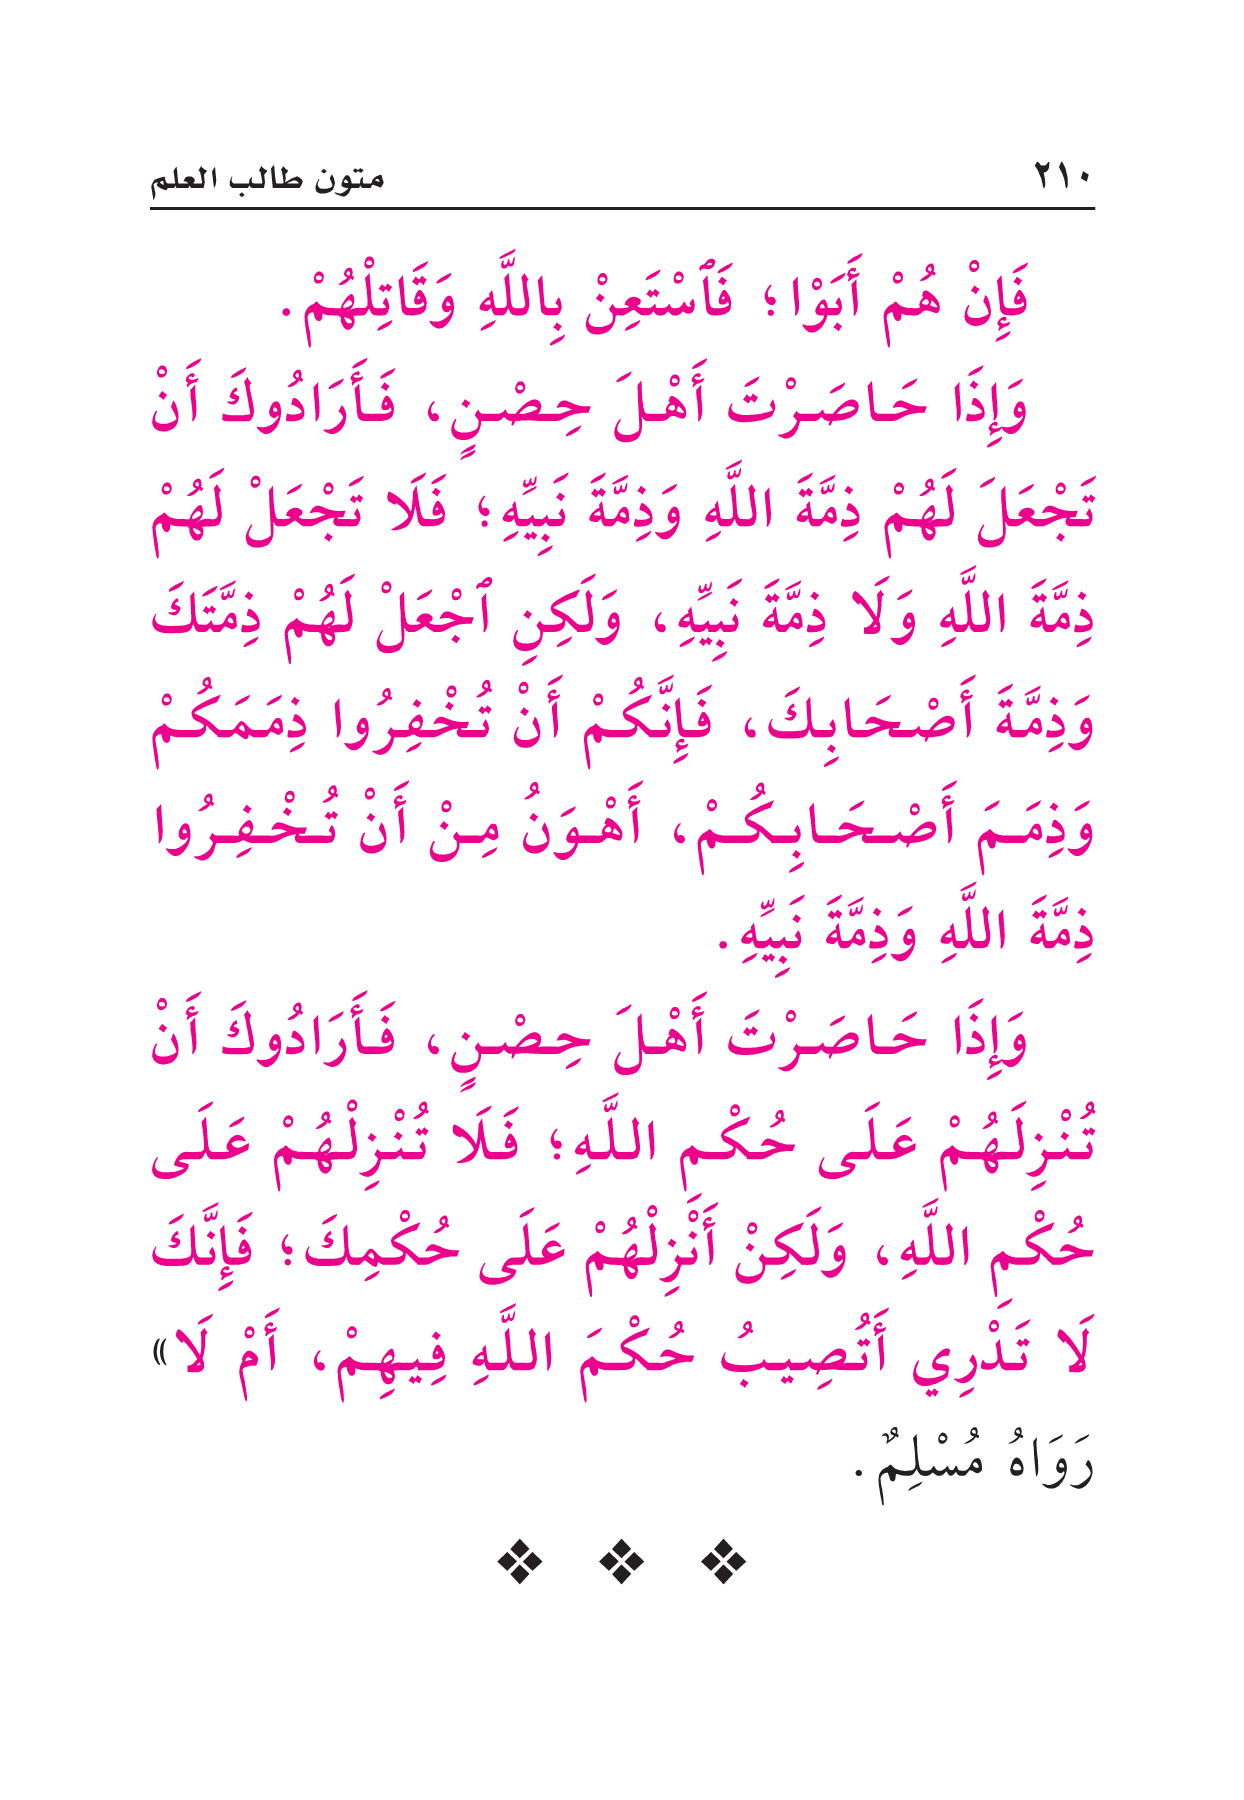 ٢١٠ متون طالب العلم
فَإِنْ هُمْ أَبَوْا؛ فَٱسْتَعِنْ بِاللَّهِ وَقَاتِلْهُمْ.
وَإِذَا حَاصَرْتَ أَهْلَ حِصْنٍ، فَأَرَادُوكَ أَنْ
تَجْعَلَ لَهُمْ ذِمَّةَ اللَّهِ وَذِمَّةَ نَبِيِّهِ؛ فَلَا تَجْعَلْ لَهُمْ
ذِمَّةَ اللَّهِ وَلَا ذِمَّةَ نَبِيِّهِ، وَلَكِنِ ٱجْعَلْ لَهُمْ ذِمَّتَكَ
وَذِمَّةَ أَصْحَابِكَ، فَإِنَّكُمْ أَنْ تُخْفِرُوا ذِمَمَكُمْ
وَذِمَمَ أَصْحَابِكُمْ، أَهْوَنُ مِنْ أَنْ تُخْفِرُوا
ذِمَّةَ اللَّهِ وَذِمَّةَ نَبِيِّهِ.
وَإِذَا حَاصَرْتَ أَهْلَ حِصْنٍ، فَأَرَادُوكَ أَنْ
تُنْزِلَهُمْ عَلَى حُكْمِ اللَّهِ؛ فَلَا تُنْزِلْهُمْ عَلَى
حُكْمِ اللَّهِ، وَلَكِنْ أَنْزِلْهُمْ عَلَى حُكْمِكَ؛ فَإِنَّكَ
لَا تَدْرِي أَتُصِيبُ حُكْمَ اللَّهِ فِيهِمْ، أَمْ لَا»
رَوَاهُ مُسْلِمٌ.